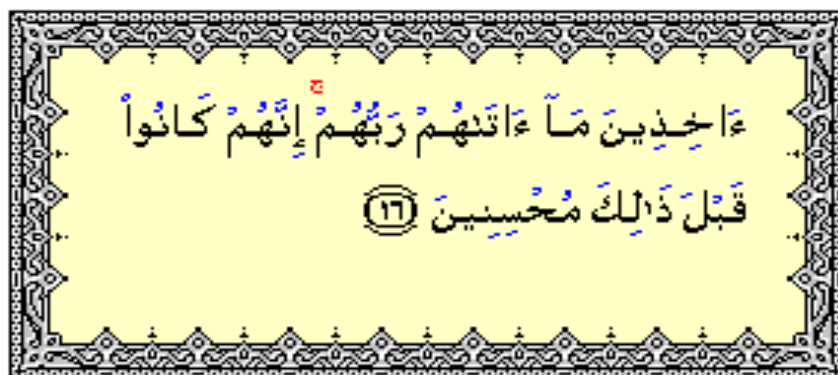 ءَاخِذِينَ مَآ ءَاتَىٰهُمْ رَبُّهُمْ ۚ إِنَّهُمْ كَانُوا۟
قَبْلَ ذَٰلِكَ مُحْسِنِينَ ١٦